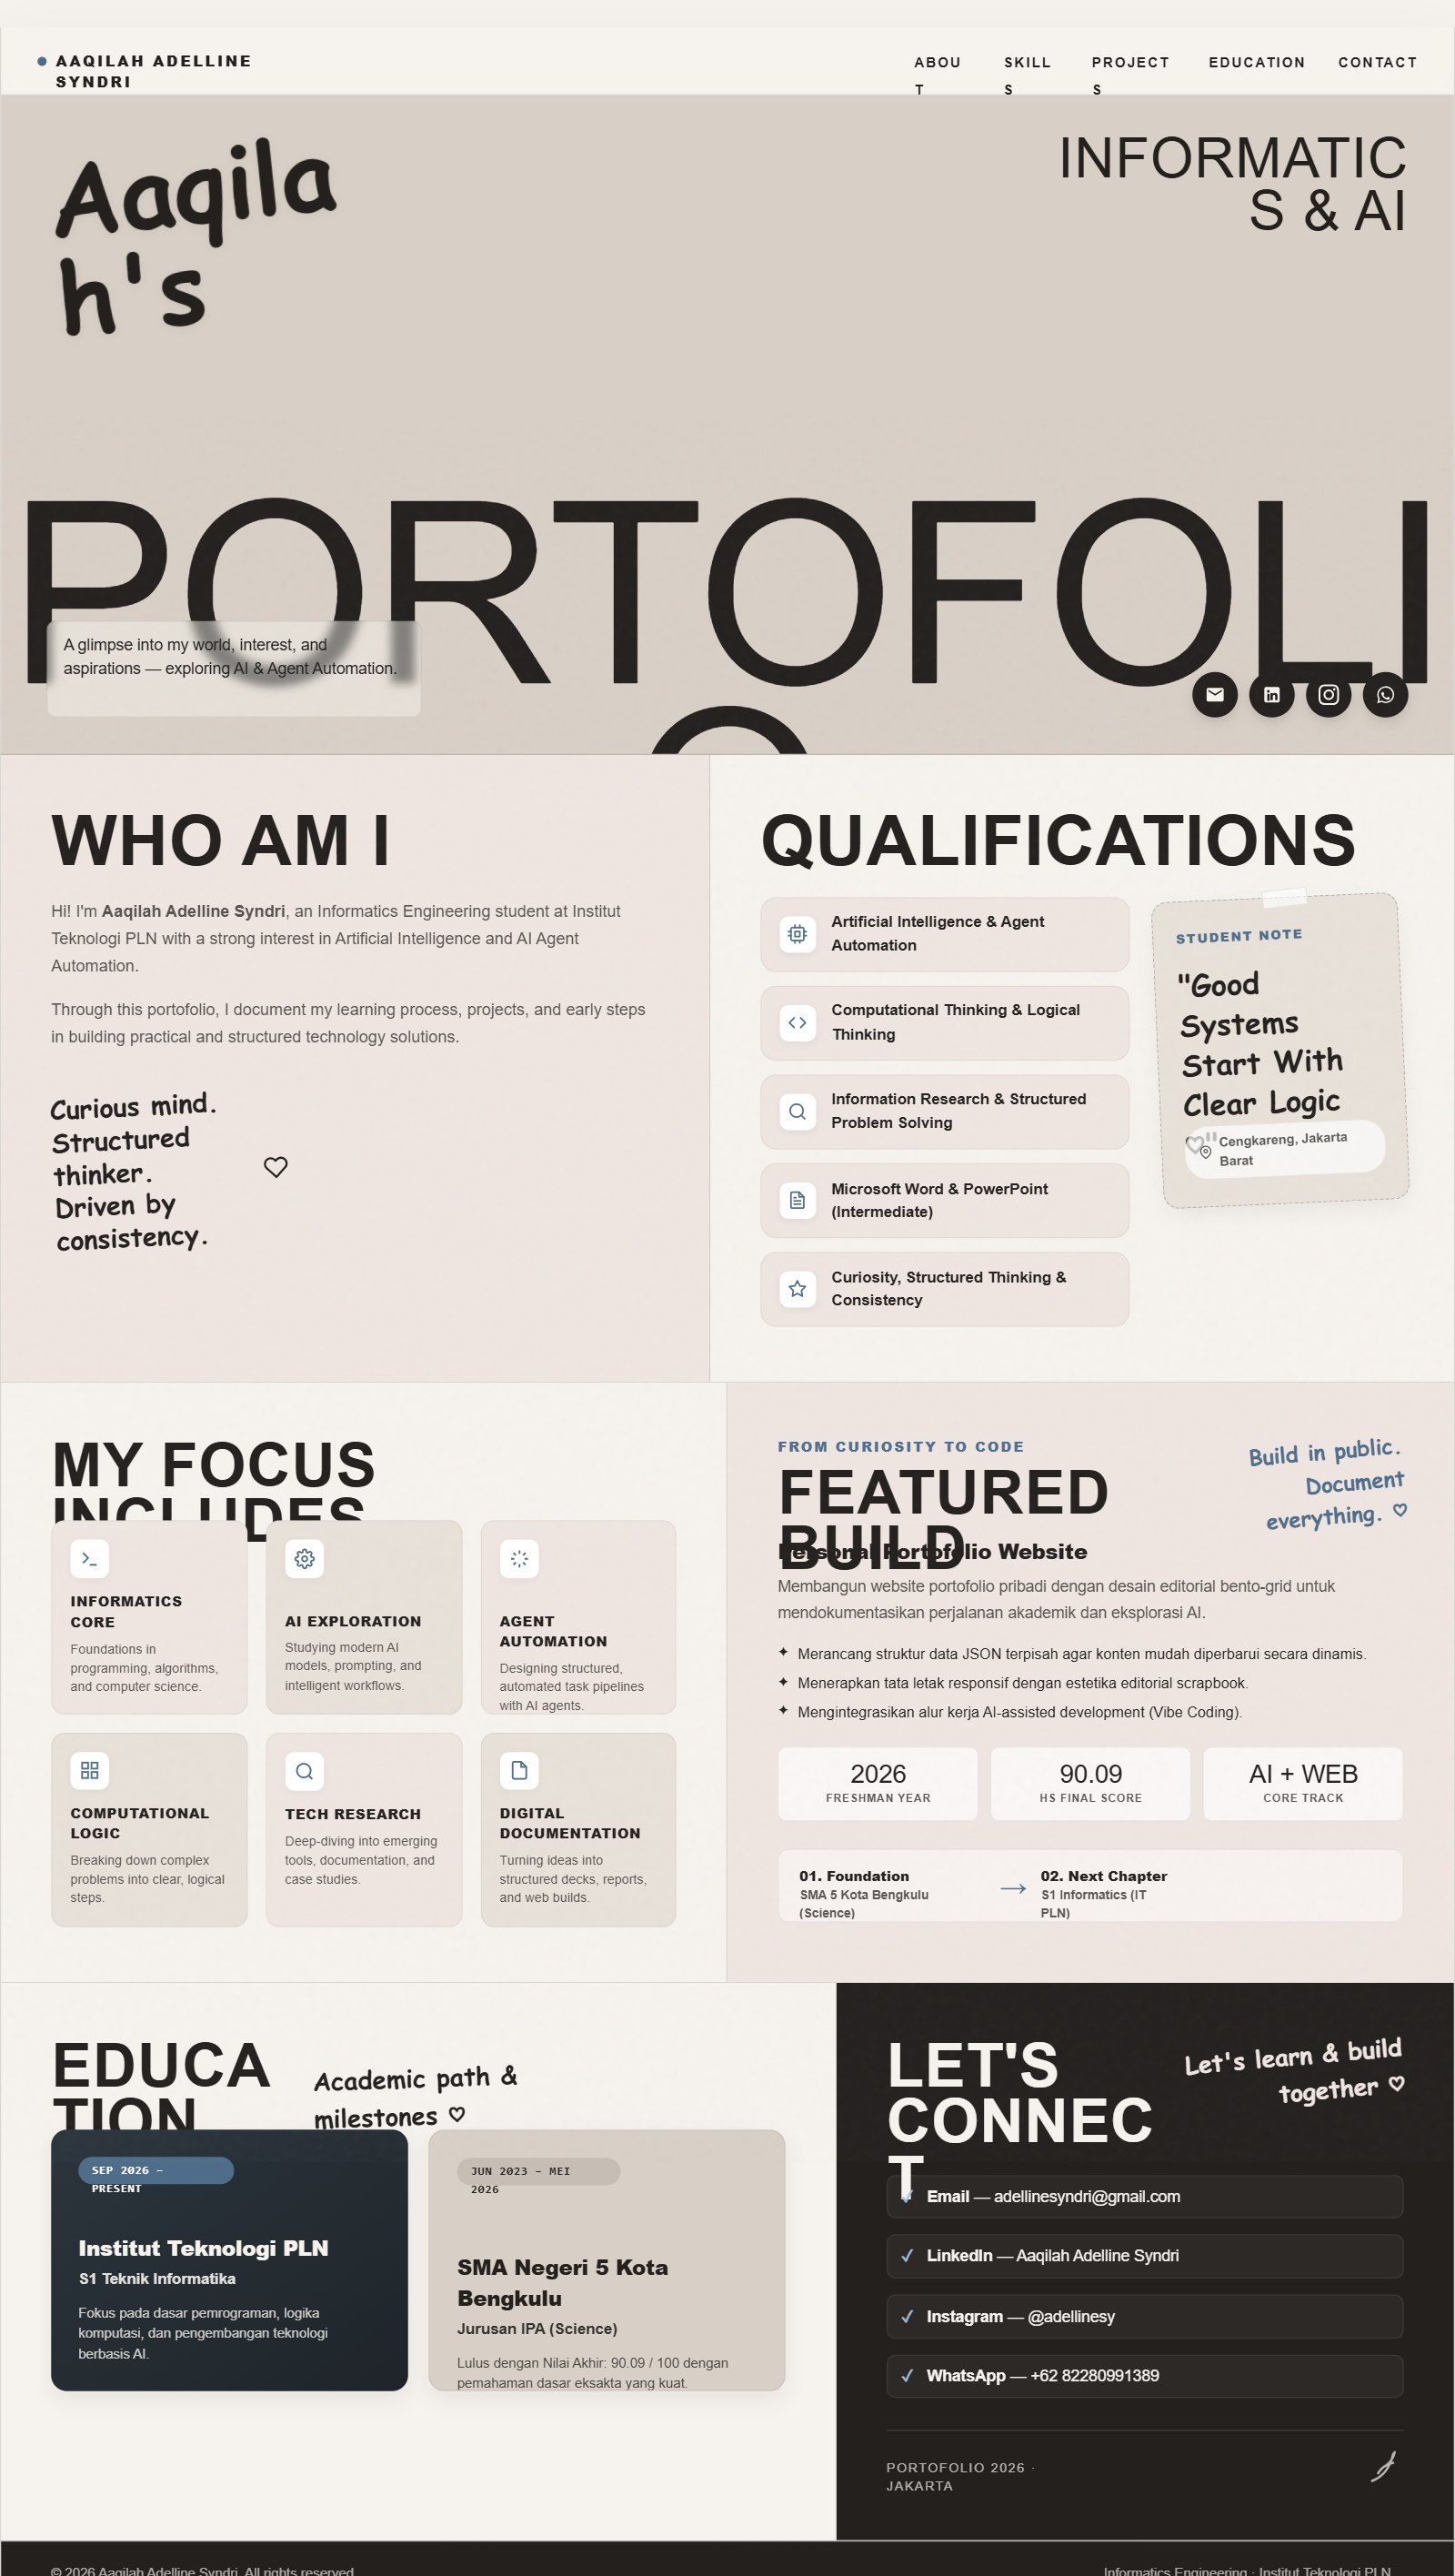 AAQILAH ADELLINE
SYNDRI
ABOU
T
SKILL
S
PROJECT
S
EDUCATION
CONTACT
Aaqila
h's
INFORMATIC
S & AI
PORTOFOLI
O
A glimpse into my world, interest, and
aspirations — exploring AI & Agent Automation.
WHO AM I
Hi! I'm Aaqilah Adelline Syndri, an Informatics Engineering student at Institut
Teknologi PLN with a strong interest in Artificial Intelligence and AI Agent
Automation.
Through this portofolio, I document my learning process, projects, and early steps
in building practical and structured technology solutions.
Curious mind.
Structured
thinker.
Driven by
consistency.
QUALIFICATIONS
Artificial Intelligence & Agent
Automation
Computational Thinking & Logical
Thinking
Information Research & Structured
Problem Solving
Microsoft Word & PowerPoint
(Intermediate)
Curiosity, Structured Thinking &
Consistency
STUDENT NOTE
"Good
Systems
Start With
Clear Logic
"
Cengkareng, Jakarta
Barat
MY FOCUS
INCLUDES
INFORMATICS
CORE
Foundations in
programming, algorithms,
and computer science.
AI EXPLORATION
Studying modern AI
models, prompting, and
intelligent workflows.
AGENT
AUTOMATION
Designing structured,
automated task pipelines
with AI agents.
COMPUTATIONAL
LOGIC
Breaking down complex
problems into clear, logical
steps.
TECH RESEARCH
Deep-diving into emerging
tools, documentation, and
case studies.
DIGITAL
DOCUMENTATION
Turning ideas into
structured decks, reports,
and web builds.
FROM CURIOSITY TO CODE
FEATURED
BUILD
Build in public.
Document
everything. ♡
Personal Portofolio Website
Membangun website portofolio pribadi dengan desain editorial bento-grid untuk
mendokumentasikan perjalanan akademik dan eksplorasi AI.
✦ Merancang struktur data JSON terpisah agar konten mudah diperbarui secara dinamis.
✦ Menerapkan tata letak responsif dengan estetika editorial scrapbook.
✦ Mengintegrasikan alur kerja AI-assisted development (Vibe Coding).
2026
FRESHMAN YEAR
90.09
HS FINAL SCORE
AI + WEB
CORE TRACK
01. Foundation
SMA 5 Kota Bengkulu
(Science)
→
02. Next Chapter
S1 Informatics (IT
PLN)
EDUCA
TION
Academic path &
milestones ♡
SEP 2026 –
PRESENT
Institut Teknologi PLN
S1 Teknik Informatika
Fokus pada dasar pemrograman, logika
komputasi, dan pengembangan teknologi
berbasis AI.
JUN 2023 – MEI
2026
SMA Negeri 5 Kota
Bengkulu
Jurusan IPA (Science)
Lulus dengan Nilai Akhir: 90.09 / 100 dengan
pemahaman dasar eksakta yang kuat.
LET'S
CONNEC
T
Let's learn & build
together ♡
✓ Email — adellinesyndri@gmail.com
✓ LinkedIn — Aaqilah Adelline Syndri
✓ Instagram — @adellinesy
✓ WhatsApp — +62 82280991389
PORTOFOLIO 2026 ·
JAKARTA
© 2026 Aaqilah Adelline Syndri. All rights reserved.
Informatics Engineering · Institut Teknologi PLN